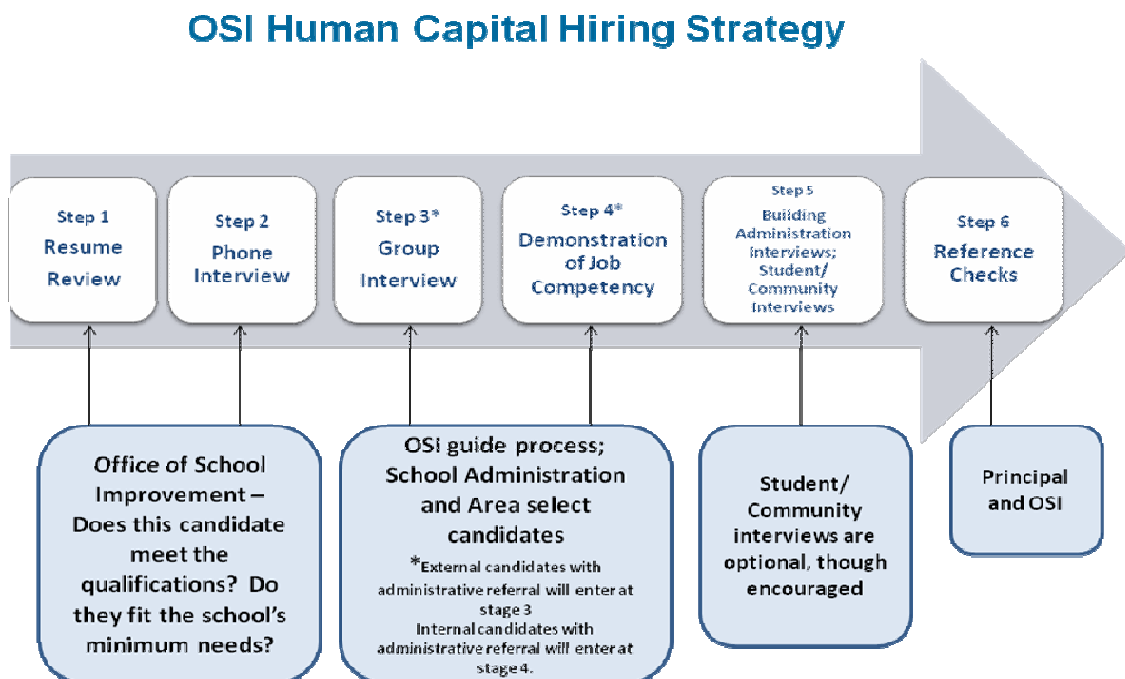 OSI Human Capital Hiring Strategy
Step 1
Resume
Review
Step 2
Phone
Interview
Step 3*
Group
Interview
Step 4*
Demonstration
of Job
Competency
Step 5
Building
Administration
Interviews;
Student/
Community
Interviews
Step 6
Reference
Checks
Office of School
Improvement –
Does this candidate
meet the
qualifications? Do
they fit the school's
minimum needs?
OSI guide process;
School Administration
and Area select
candidates
*External candidates with
administrative referral will enter at
stage 3
Internal candidates with
administrative referral will enter at
stage 4.
Student/
Community
interviews are
optional, though
encouraged
Principal
and OSI